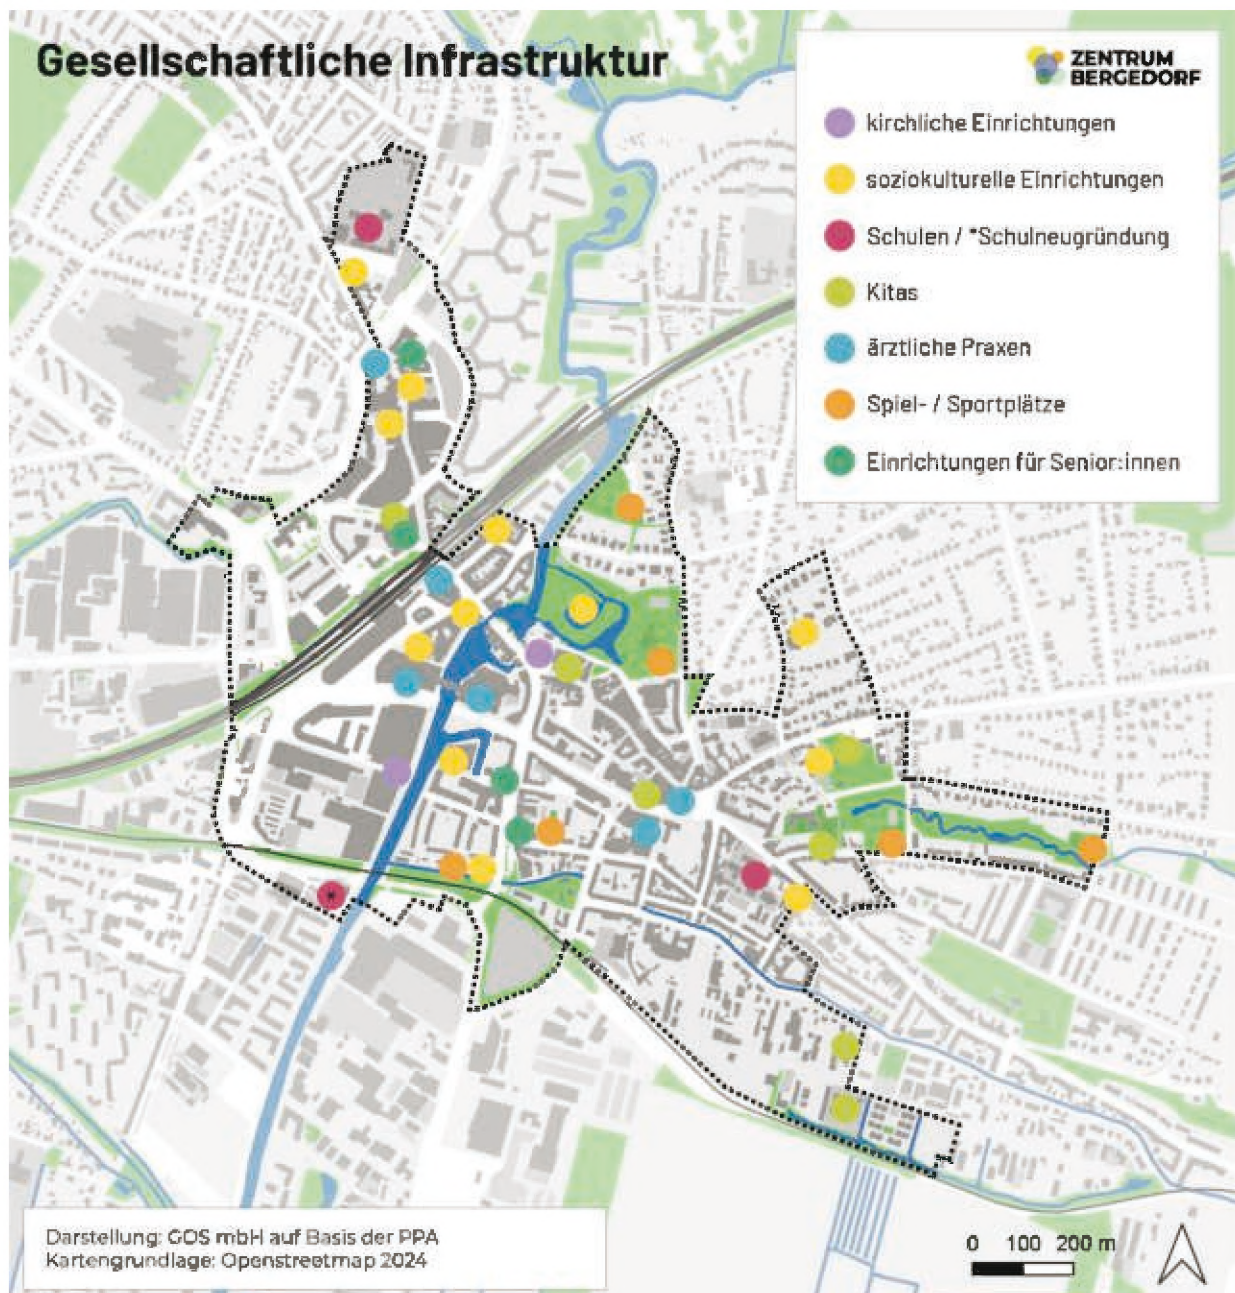 Gesellschaftliche Infrastruktur
ZENTRUM
BERGEDORF
kirchliche Einrichtungen
soziokulturelle Einrichtungen
Schulen / *Schulneugründung
Kitas
ärztliche Praxen
Spiel- / Sportplätze
Einrichtungen für Senior:innen
*
Darstellung: GOS mbH auf Basis der PPA
Kartengrundlage: Openstreetmap 2024
0 100 200 m